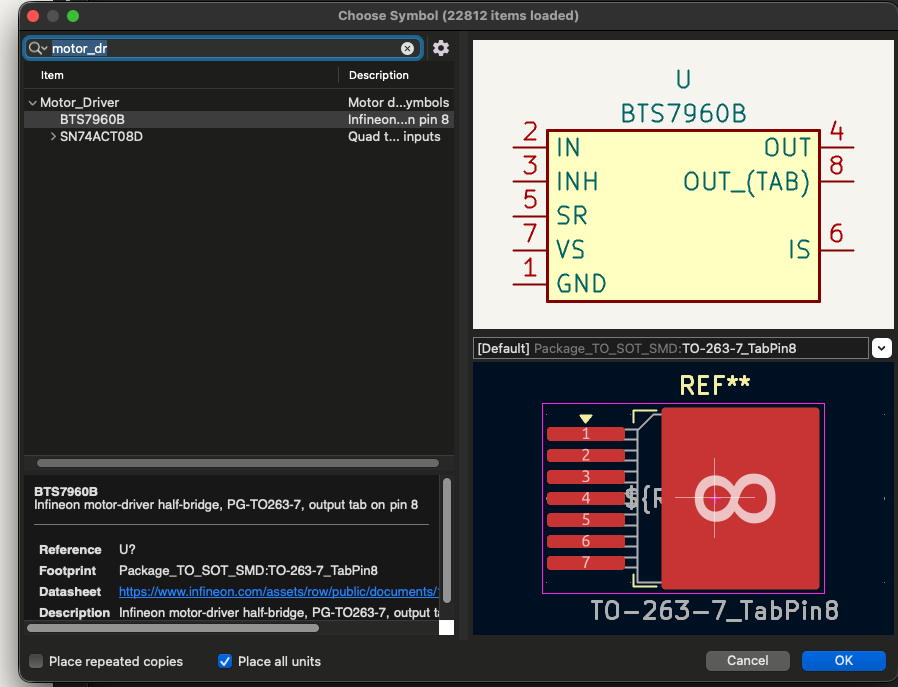 Choose Symbol (22812 items loaded)
motor_dr
Item Description
Motor_Driver Motor d...ymbols
BTS7960B Infineon...n pin 8
SN74ACT08D Quad t... inputs
U
BTS7960B
2 IN OUT 4
3 INH OUT_(TAB) 8
5 SR
7 VS IS 6
1 GND
[Default] Package_TO_SOT_SMD:TO-263-7_TabPin8
REF**
1
2
3
4 ${R 8
5
6
7
TO-263-7_TabPin8
BTS7960B
Infineon motor-driver half-bridge, PG-TO263-7, output tab on pin 8
Reference U?
Footprint Package_TO_SOT_SMD:TO-263-7_TabPin8
Datasheet https://www.infineon.com/assets/row/public/documents/
Description Infineon motor-driver half-bridge, PG-TO263-7, output
Place repeated copies
Place all units
Cancel
OK